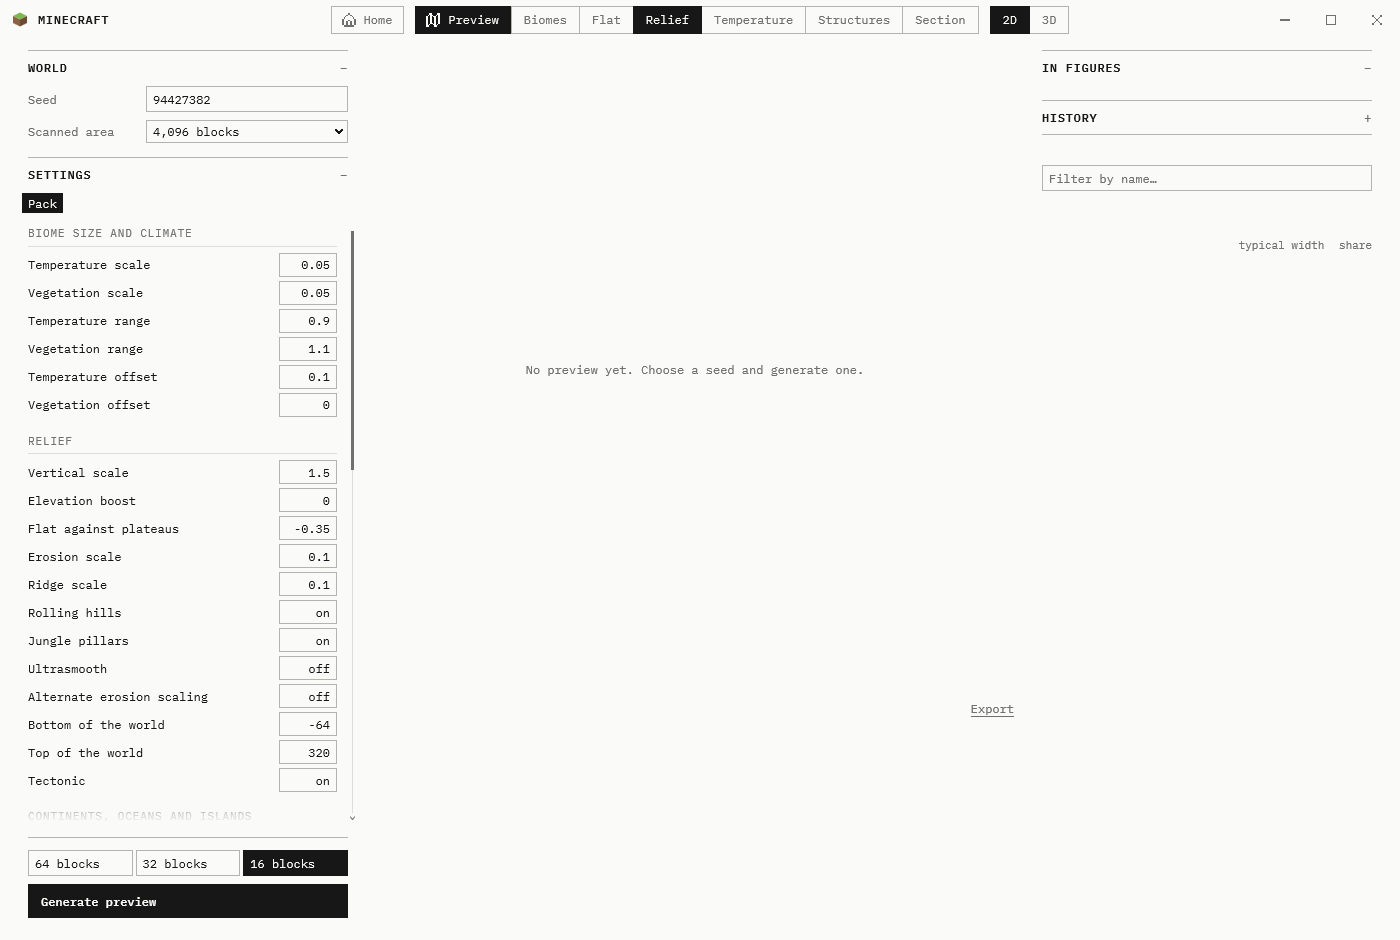 MINECRAFT
Home
Preview Biomes Flat Relief Temperature Structures Section
2D 3D
WORLD −
Seed 94427382
Scanned area 4,096 blocks
SETTINGS −
Pack
BIOME SIZE AND CLIMATE
Temperature scale 0.05
Vegetation scale 0.05
Temperature range 0.9
Vegetation range 1.1
Temperature offset 0.1
Vegetation offset 0
RELIEF
Vertical scale 1.5
Elevation boost 0
Flat against plateaus -0.35
Erosion scale 0.1
Ridge scale 0.1
Rolling hills on
Jungle pillars on
Ultrasmooth off
Alternate erosion scaling off
Bottom of the world -64
Top of the world 320
Tectonic on
CONTINENTS, OCEANS AND ISLANDS
64 blocks 32 blocks 16 blocks
Generate preview
No preview yet. Choose a seed and generate one.
Export
IN FIGURES −
HISTORY +
Filter by name…
typical width share